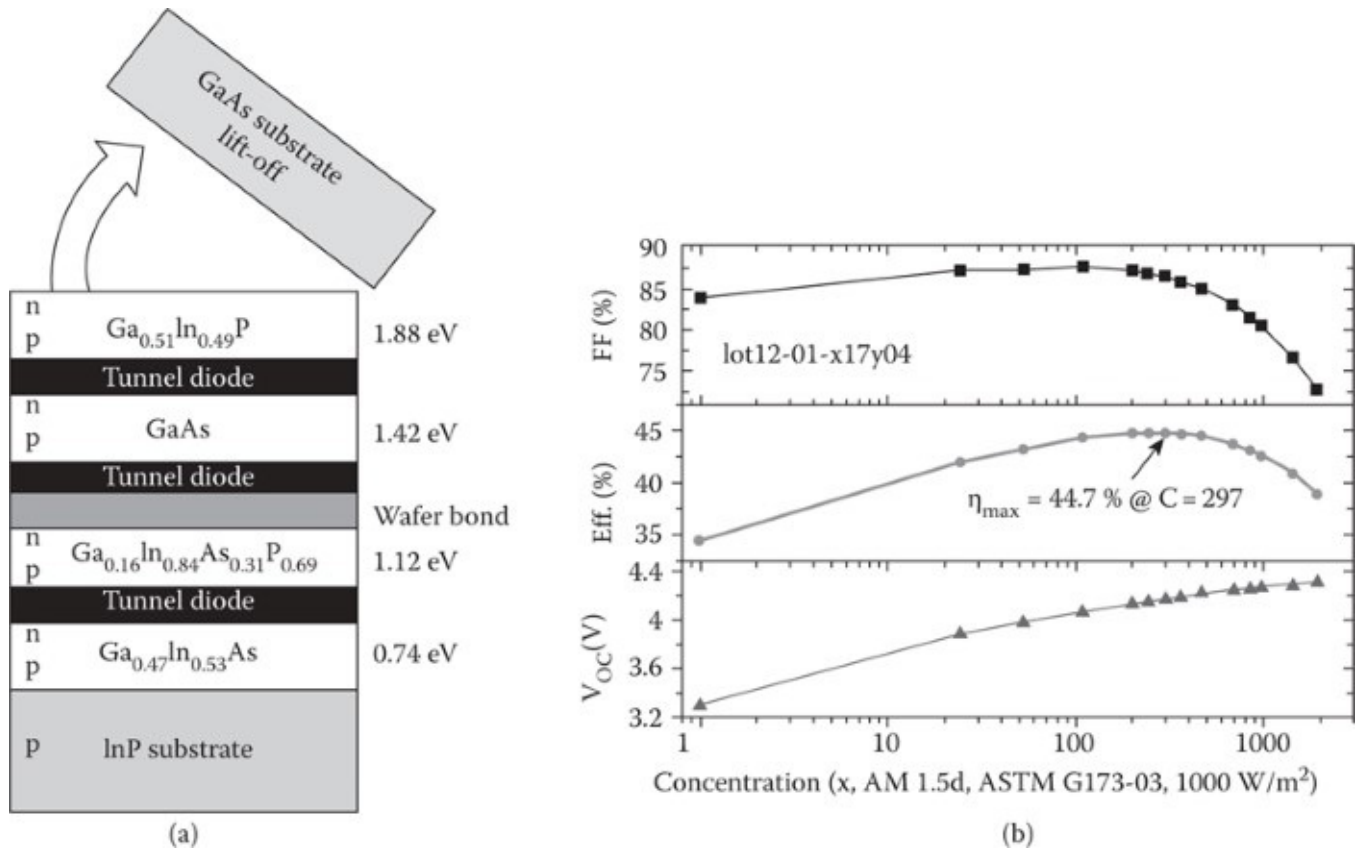 GaAs substrate
lift-off
n
p
Ga0.51In0.49P
1.88 eV
Tunnel diode
n
p
GaAs
1.42 eV
Tunnel diode
Wafer bond
n
p
Ga0.16In0.84As0.31P0.69
1.12 eV
Tunnel diode
n
p
Ga0.47In0.53As
0.74 eV
p
InP substrate
(a)
90
85
80
75
FF (%)
lot12-01-x17y04
45
40
35
Eff. (%)
ηmax = 44.7 % @ C = 297
4.4
4
3.6
3.2
VOC(V)
1
10
100
1000
Concentration (x, AM 1.5d, ASTM G173-03, 1000 W/m²)
(b)